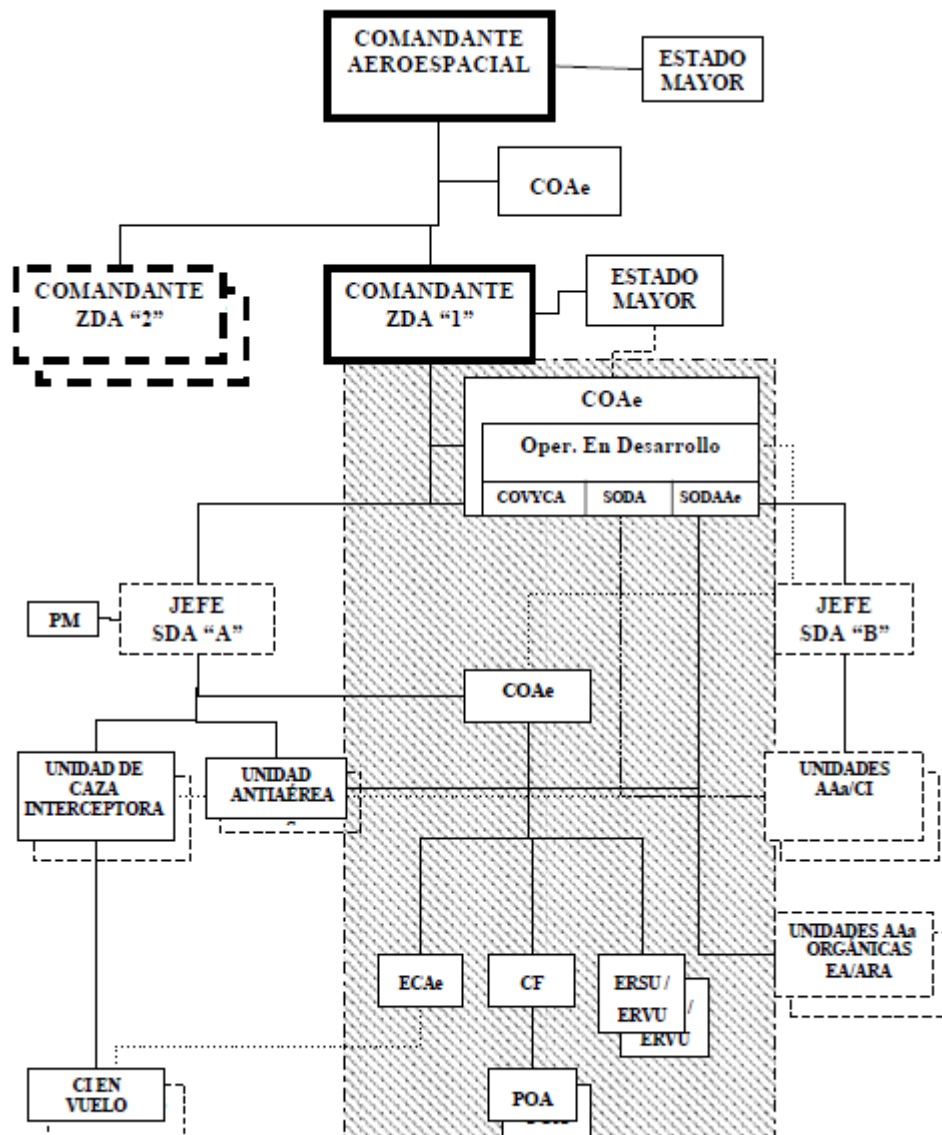 COMANDANTE
AEROESPACIAL
ESTADO
MAYOR
COAe
COMANDANTE
ZDA “2”
COMANDANTE
ZDA “1”
ESTADO
MAYOR
COAe
Oper. En Desarrollo
COVYCA
SODA
SODAAe
PM
JEFE
SDA “A”
JEFE
SDA “B”
COAe
UNIDAD DE
CAZA
INTERCEPTORA
UNIDAD
ANTIAÉREA
UNIDADES
AAa/CI
UNIDADES AAa
ORGÁNICAS
EA/ARA
ECAe
CF
ERSU /
ERVU
/
ERVU
CI EN
VUELO
POA